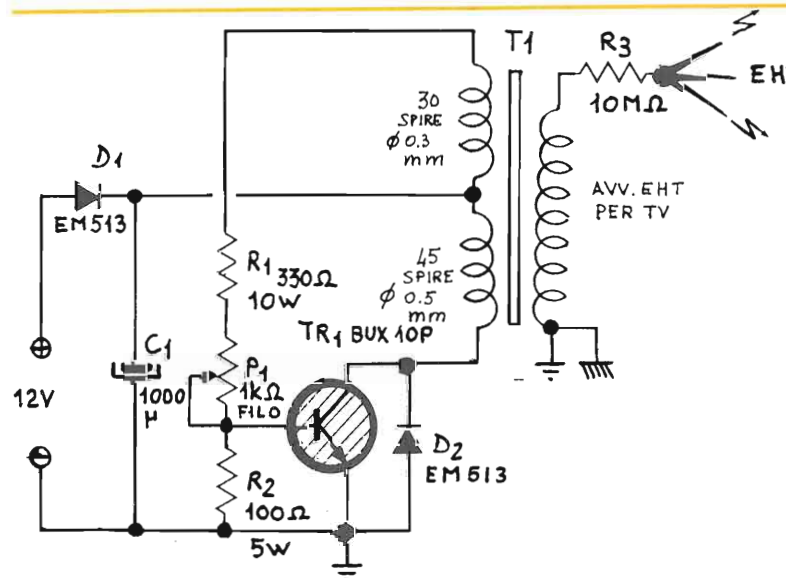 T1
R3
10MΩ
EH
30
SPIRE
ϕ 0.3
mm
AVV. EHT
PER TV
D1
EM513
45
SPIRE
ϕ 0.5
mm
R1 330Ω
10W
TR1 BUX 10P
P1
1kΩ
FILO
C1
1000
µ
12V
D2
EM513
R2
100Ω
5W